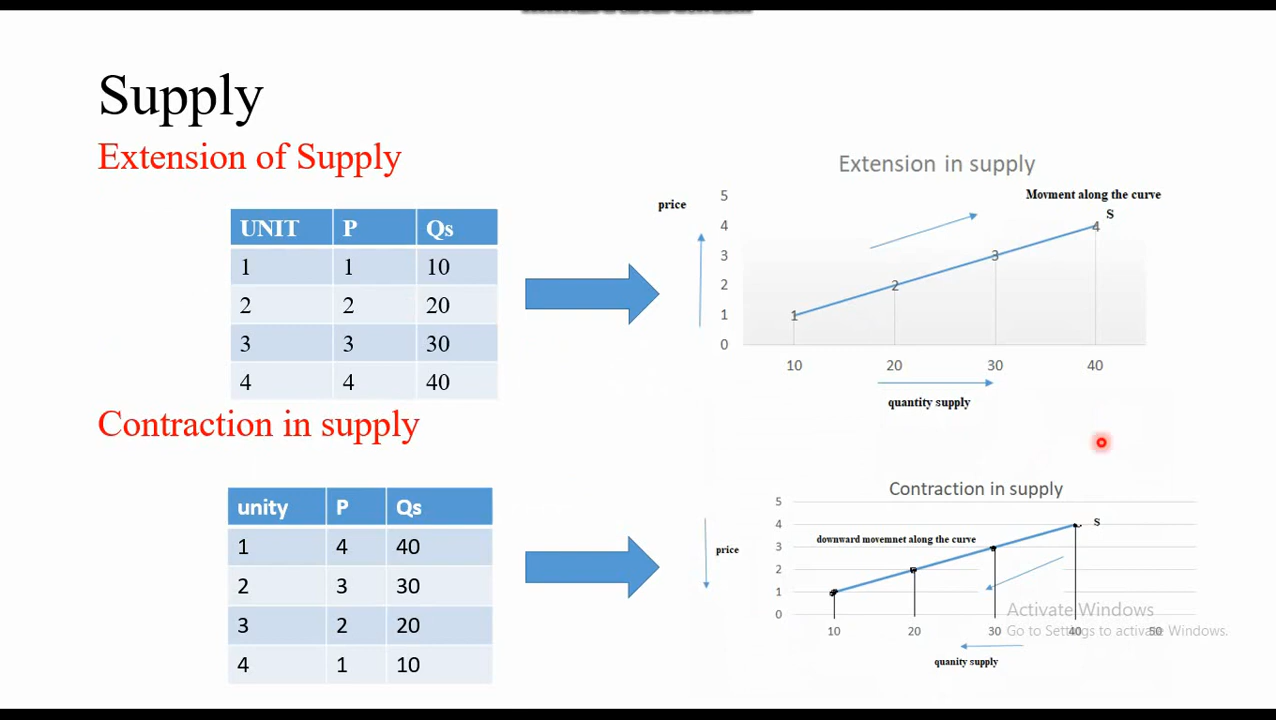 Supply
Extension of Supply
UNIT P Qs
1 1 10
2 2 20
3 3 30
4 4 40
Extension in supply
price
Movment along the curve
S
5
4
3
2
1
0
1
2
3
4
10 20 30 40
quantity supply
Contraction in supply
unity P Qs
1 4 40
2 3 30
3 2 20
4 1 10
Contraction in supply
price
downward movemnet along the curve
S
5
4
3
2
1
0
10 20 30 40 50
quanity supply
Activate Windows
Go to Settings to activate Windows.